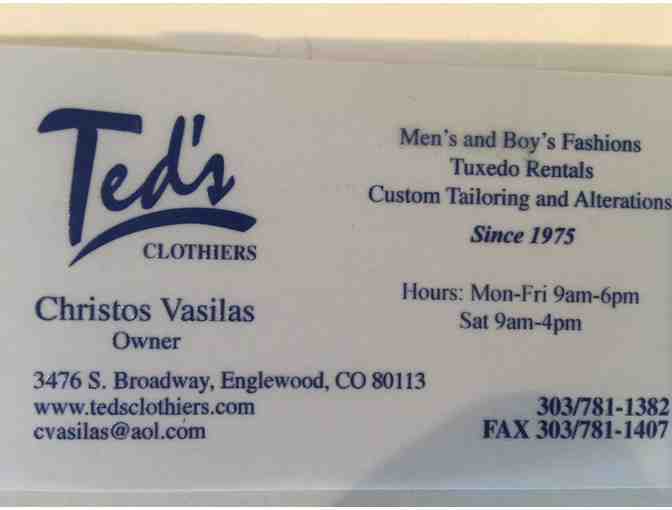 Ted's
CLOTHIERS
Christos Vasilas
Owner
3476 S. Broadway, Englewood, CO 80113
www.tedsclothiers.com
cvasilas@aol.com
Men's and Boy's Fashions
Tuxedo Rentals
Custom Tailoring and Alterations
Since 1975
Hours: Mon-Fri 9am-6pm
Sat 9am-4pm
303/781-1382
FAX 303/781-1407